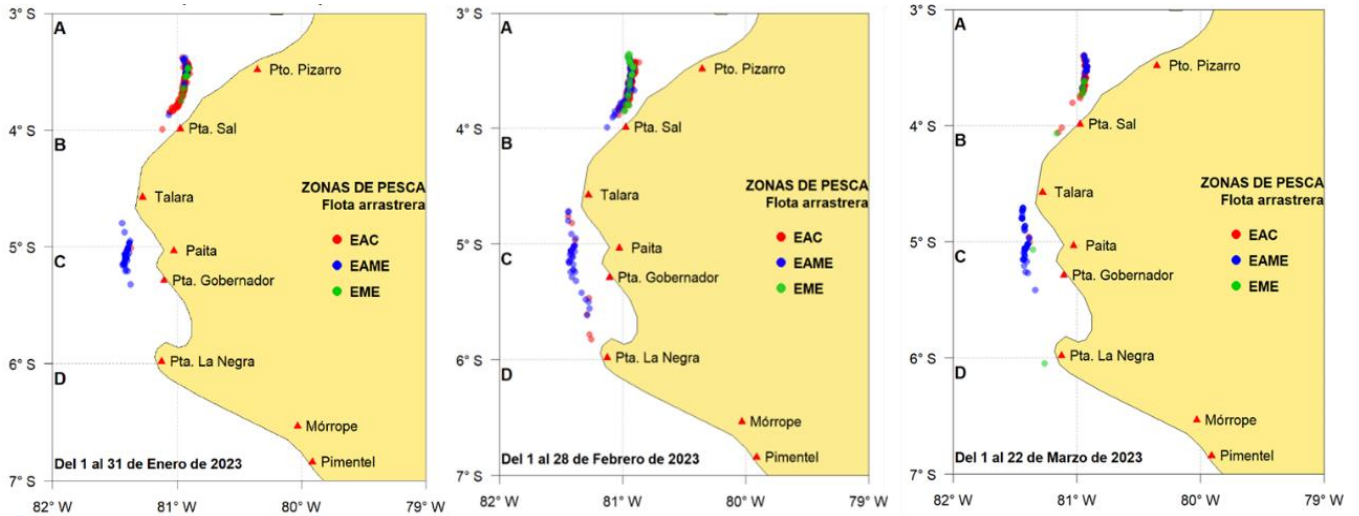 3° S
A
Pto. Pizarro
4° S
Pta. Sal
B
ZONAS DE PESCA
Talara
Flota arrastrera
EAC
5° S
Paita
C
EAME
Pta. Gobernador
EME
6° S
Pta. La Negra
D
Mórrope
Del 1 al 31 de Enero de 2023
Pimentel
7° S
82° W
81° W
80° W
79° W
3° S
A
Pto. Pizarro
4° S
Pta. Sal
B
ZONAS DE PESCA
Talara
Flota arrastrera
EAC
5° S
Paita
C
EAME
Pta. Gobernador
EME
6° S
Pta. La Negra
D
Mórrope
Del 1 al 28 de Febrero de 2023
Pimentel
7° S
82° W
81° W
80° W
79° W
3° S
A
Pto. Pizarro
4° S
Pta. Sal
B
ZONAS DE PESCA
Talara
Flota arrastrera
EAC
5° S
Paita
C
EAME
Pta. Gobernador
EME
6° S
Pta. La Negra
D
Mórrope
Del 1 al 22 de Marzo de 2023
Pimentel
7° S
82° W
81° W
80° W
79° W